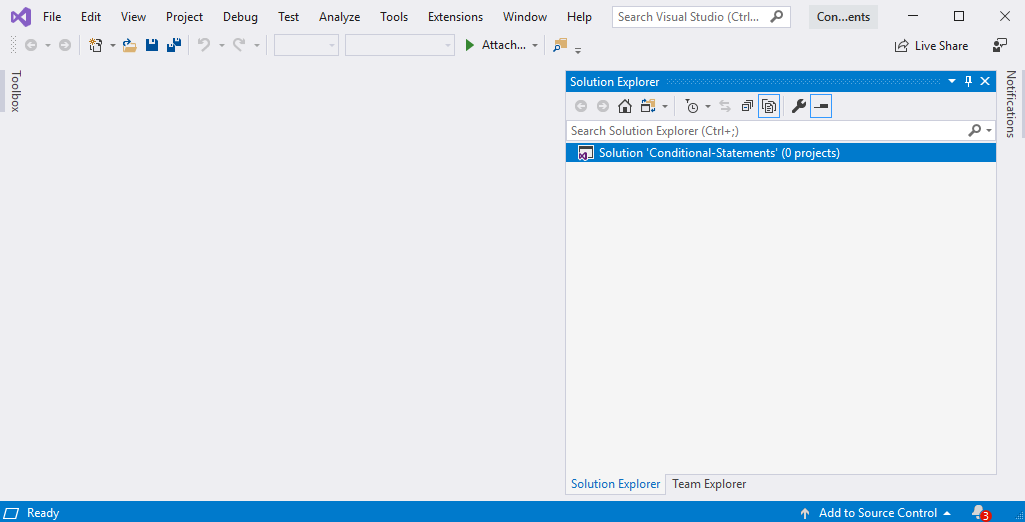 File Edit View Project Debug Test Analyze Tools Extensions Window Help Search Visual Studio (Ctrl... Con...ents
Attach... Live Share
Toolbox
Solution Explorer
Notifications
Search Solution Explorer (Ctrl+;)
Solution 'Conditional-Statements' (0 projects)
Solution Explorer Team Explorer
Ready Add to Source Control 3